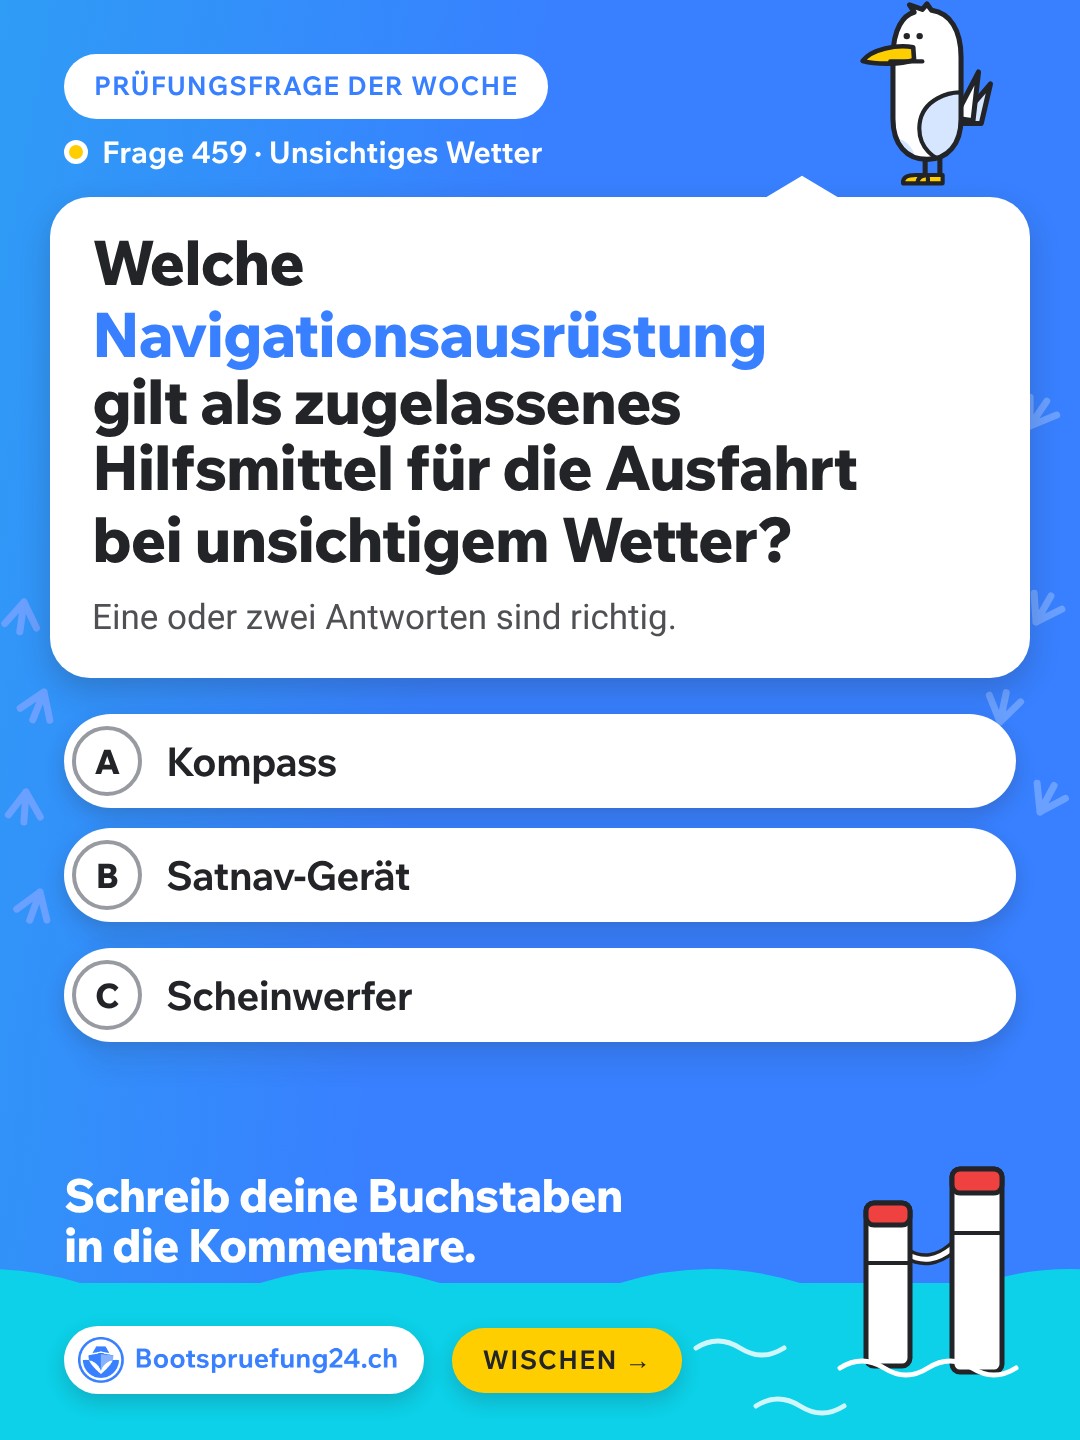 PRÜFUNGSFRAGE DER WOCHE
Frage 459 · Unsichtiges Wetter
Welche
Navigationsausrüstung
gilt als zugelassenes
Hilfsmittel für die Ausfahrt
bei unsichtigem Wetter?
Eine oder zwei Antworten sind richtig.
A Kompass
B Satnav-Gerät
C Scheinwerfer
Schreib deine Buchstaben
in die Kommentare.
Bootspruefung24.ch
WISCHEN →